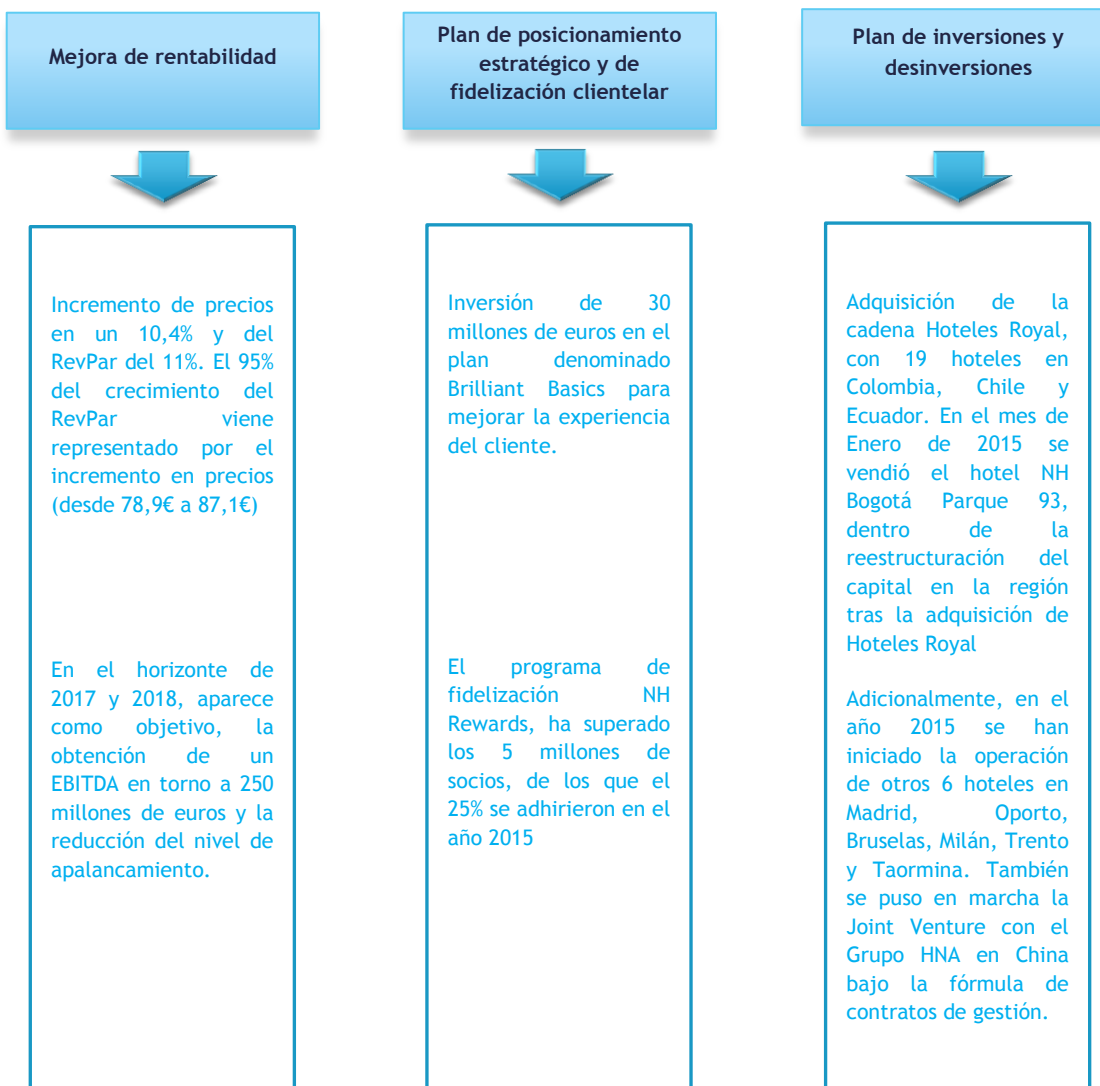 Mejora de rentabilidad
Incremento de precios
en un 10,4% y del
RevPar del 11%. El 95%
del crecimiento del
RevPar viene
representado por el
incremento en precios
(desde 78,9€ a 87,1€)
En el horizonte de
2017 y 2018, aparece
como objetivo, la
obtención de un
EBITDA en torno a 250
millones de euros y la
reducción del nivel de
apalancamiento.
Plan de posicionamiento
estratégico y de
fidelización clientelar
Inversión de 30
millones de euros en el
plan denominado
Brilliant Basics para
mejorar la experiencia
del cliente.
El programa de
fidelización NH
Rewards, ha superado
los 5 millones de
socios, de los que el
25% se adhirieron en el
año 2015
Plan de inversiones y
desinversiones
Adquisición de la
cadena Hoteles Royal,
con 19 hoteles en
Colombia, Chile y
Ecuador. En el mes de
Enero de 2015 se
vendió el hotel NH
Bogotá Parque 93,
dentro de la
reestructuración del
capital en la región
tras la adquisición de
Hoteles Royal
Adicionalmente, en el
año 2015 se han
iniciado la operación
de otros 6 hoteles en
Madrid, Oporto,
Bruselas, Milán, Trento
y Taormina. También
se puso en marcha la
Joint Venture con el
Grupo HNA en China
bajo la fórmula de
contratos de gestión.